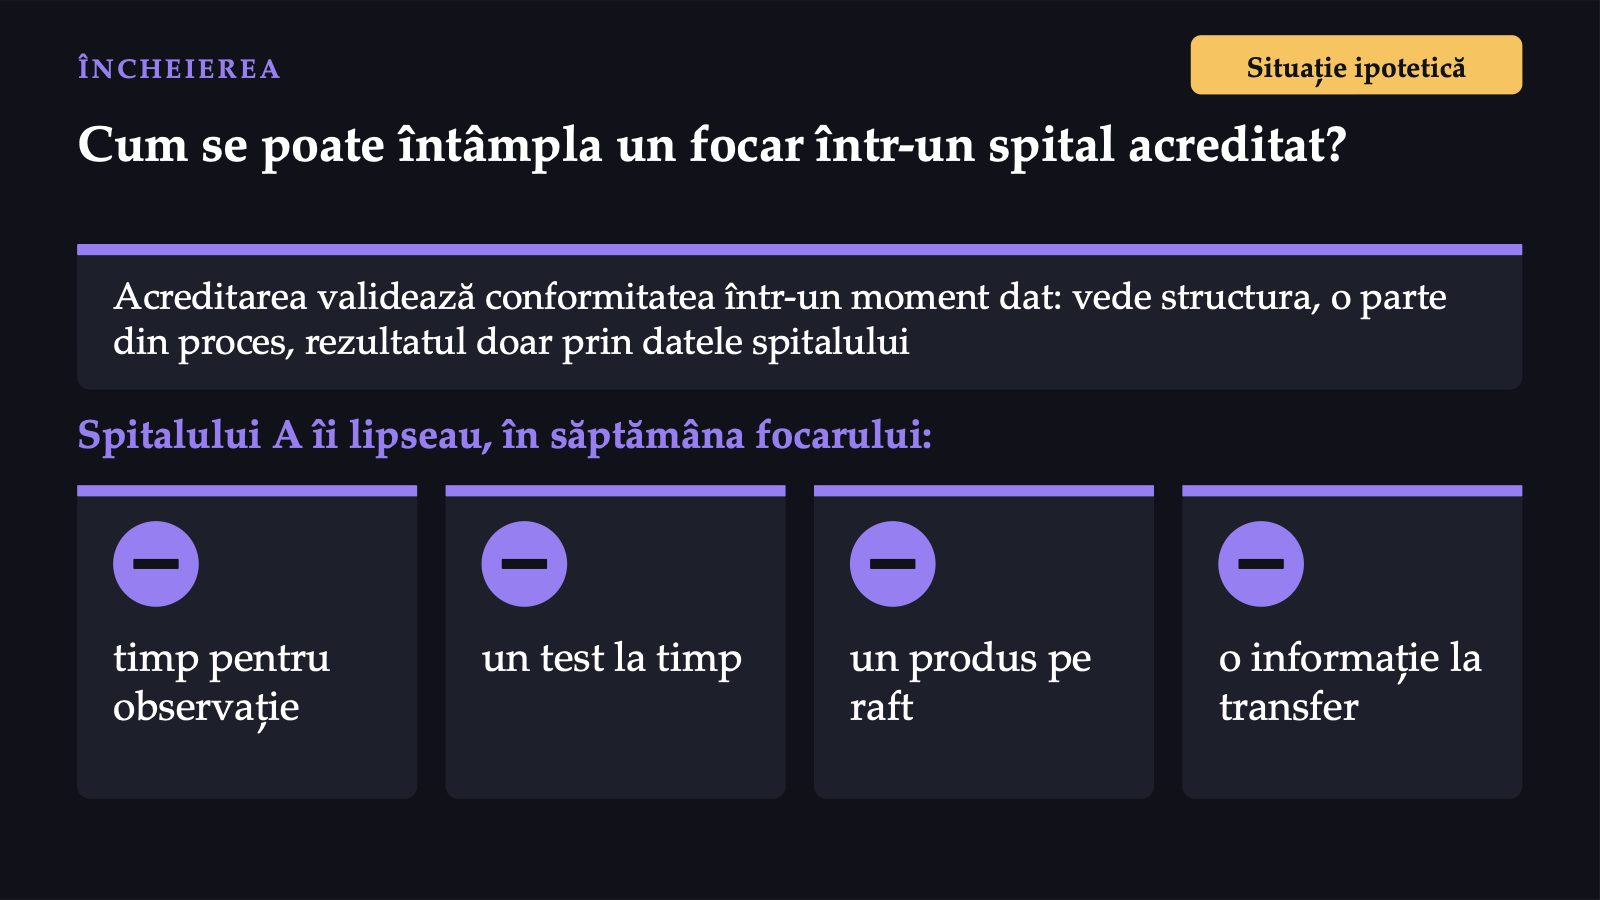 ÎNCHEIEREA
Situație ipotetică
Cum se poate întâmpla un focar într-un spital acreditat?
Acreditarea validează conformitatea într-un moment dat: vede structura, o parte
din proces, rezultatul doar prin datele spitalului
Spitalului A îi lipseau, în săptămâna focarului:
timp pentru
observație
un test la timp
un produs pe
raft
o informație la
transfer